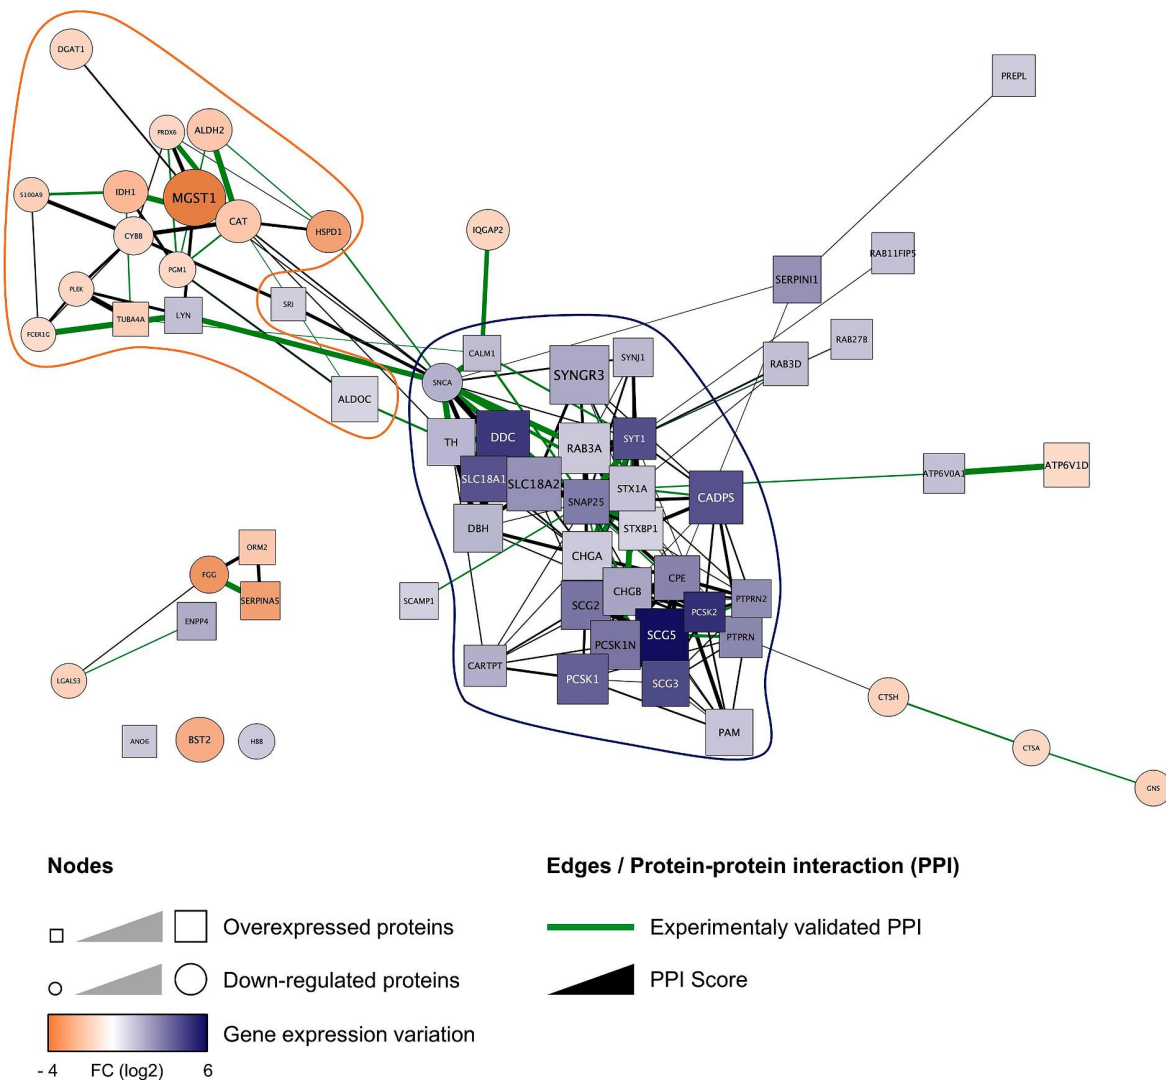 DGAT1
PREPL
PRDX6
ALDH2
S100A9
IDH1
MGST1
CAT
HSPD1
IQGAP2
CYBB
RAB11FIP5
PGM1
SERPINI1
PLEK
SRI
TUBA4A
LYN
FCER1G
RAB27B
CALM1
SYNJ1
RAB3D
SYNGR3
SNCA
ALDOC
TH
DDC
RAB3A
SYT1
ATP6V1D
ATP6V0A1
SLC18A1
SLC18A2
STX1A
CADPS
SNAP25
DBH
STXBP1
ORM2
CHGA
FGG
CPE
CHGB
SERPINA5
SCAMP1
PTPRN2
SCG2
PCSK2
ENPP4
SCG5
PTPRN
PCSK1N
CARTPT
LGALS3
PCSK1
SCG3
CTSH
PAM
ANO6
BST2
HBB
CTSA
GNS
Nodes
Edges / Protein-protein interaction (PPI)
Overexpressed proteins
Experimentaly validated PPI
Down-regulated proteins
PPI Score
Gene expression variation
- 4 FC (log2) 6